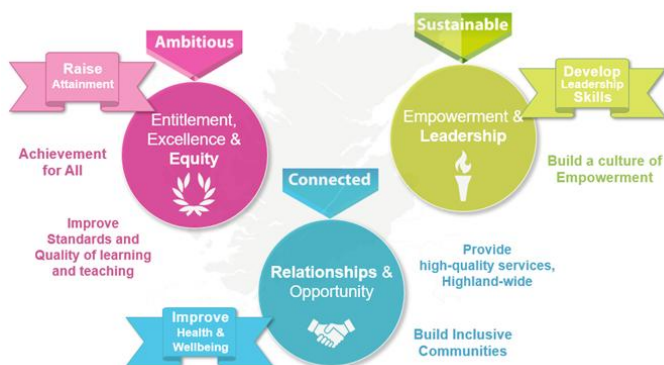 Ambitious
Raise
Attainment
Entitlement,
Excellence &
Equity
Achievement
for All
Improve
Standards and
Quality of learning
and teaching
Sustainable
Develop
Leadership
Skills
Empowerment &
Leadership
Build a culture of
Empowerment
Connected
Relationships &
Opportunity
Improve
Health &
Wellbeing
Provide
high-quality services,
Highland-wide
Build Inclusive
Communities